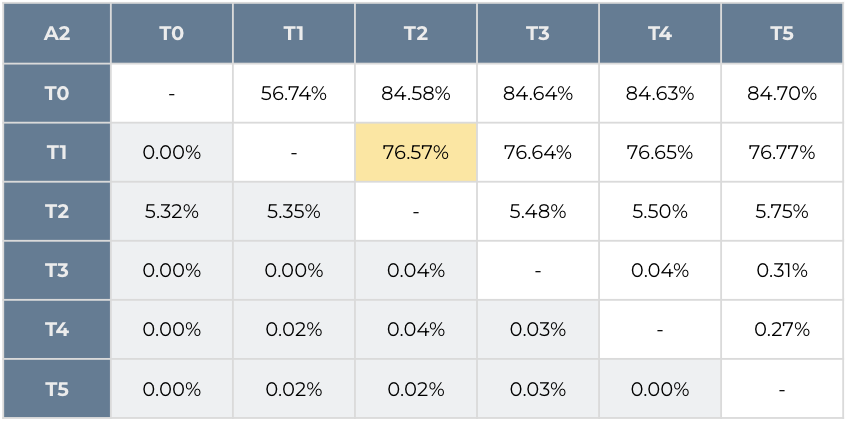 A2 T0 T1 T2 T3 T4 T5
T0 - 56.74% 84.58% 84.64% 84.63% 84.70%
T1 0.00% - 76.57% 76.64% 76.65% 76.77%
T2 5.32% 5.35% - 5.48% 5.50% 5.75%
T3 0.00% 0.00% 0.04% - 0.04% 0.31%
T4 0.00% 0.02% 0.04% 0.03% - 0.27%
T5 0.00% 0.02% 0.02% 0.03% 0.00% -